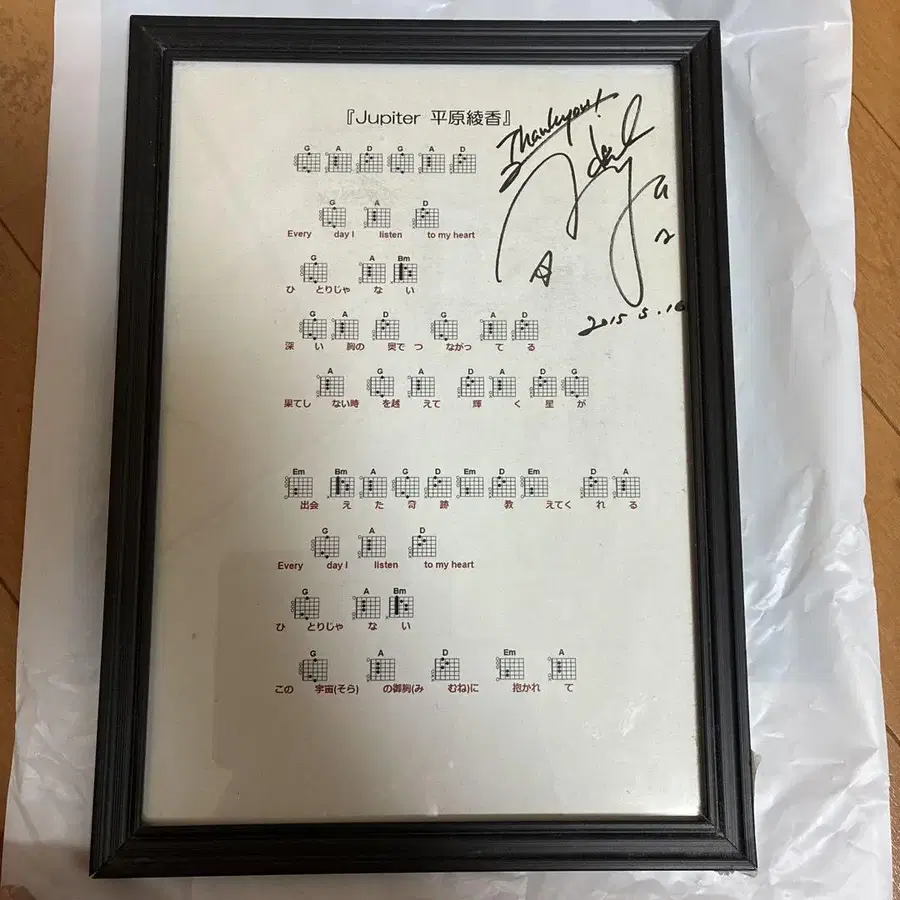 『Jupiter 平原綾香』
Thankyou!
2015.5.16
G A D G A D
G A D
Every day I listen to my heart
G A Bm
ひ とりじゃ な い
G A D G A D
深 い 胸の 奥で つ ながっ て る
A G A D A D G
果てし ない時 を越 えて 輝 く 星 が
Em Bm A G D Em D Em D A
出会 え た 奇 跡 教 えてく れ る
G A D
Every day I listen to my heart
G A Bm
ひ とりじゃ な い
G A D Em A
この 宇宙(そら) の御胸(み むね)に 抱かれ て